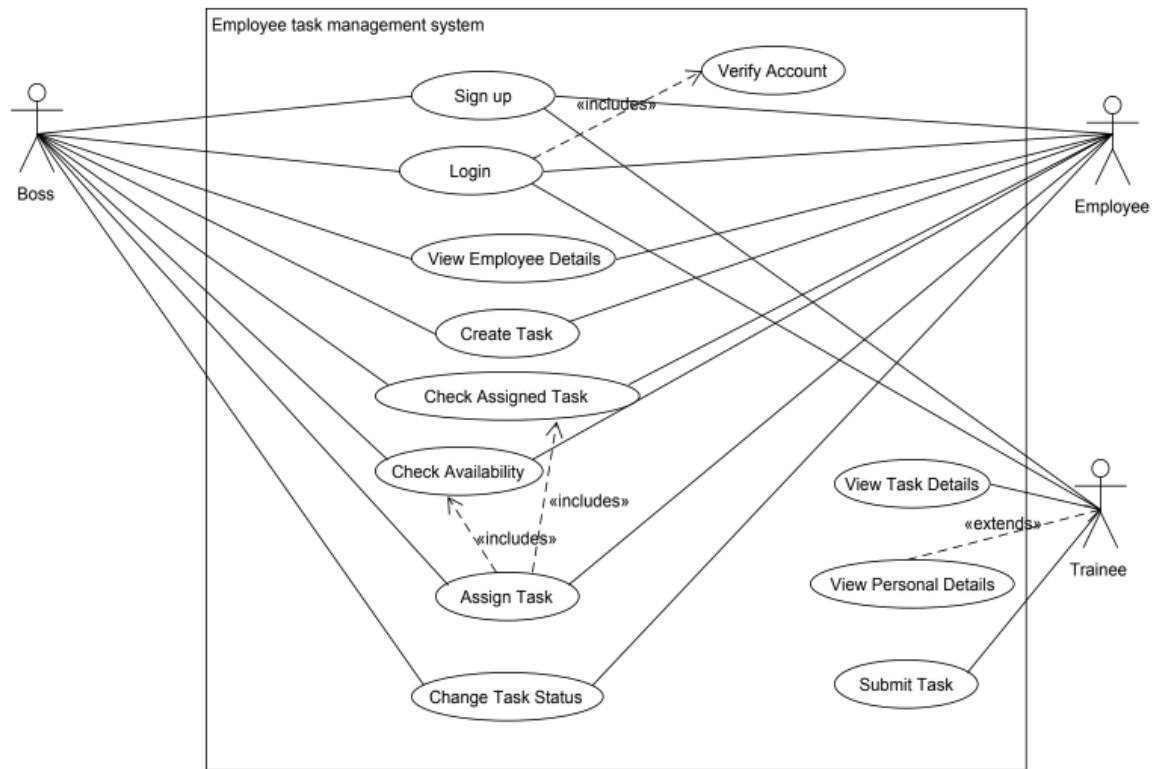 Employee task management system
Verify Account
Sign up
«includes»
Login
Boss
Employee
View Employee Details
Create Task
Check Assigned Task
Check Availability
View Task Details
«includes»
«extends»
«includes»
Trainee
View Personal Details
Assign Task
Submit Task
Change Task Status